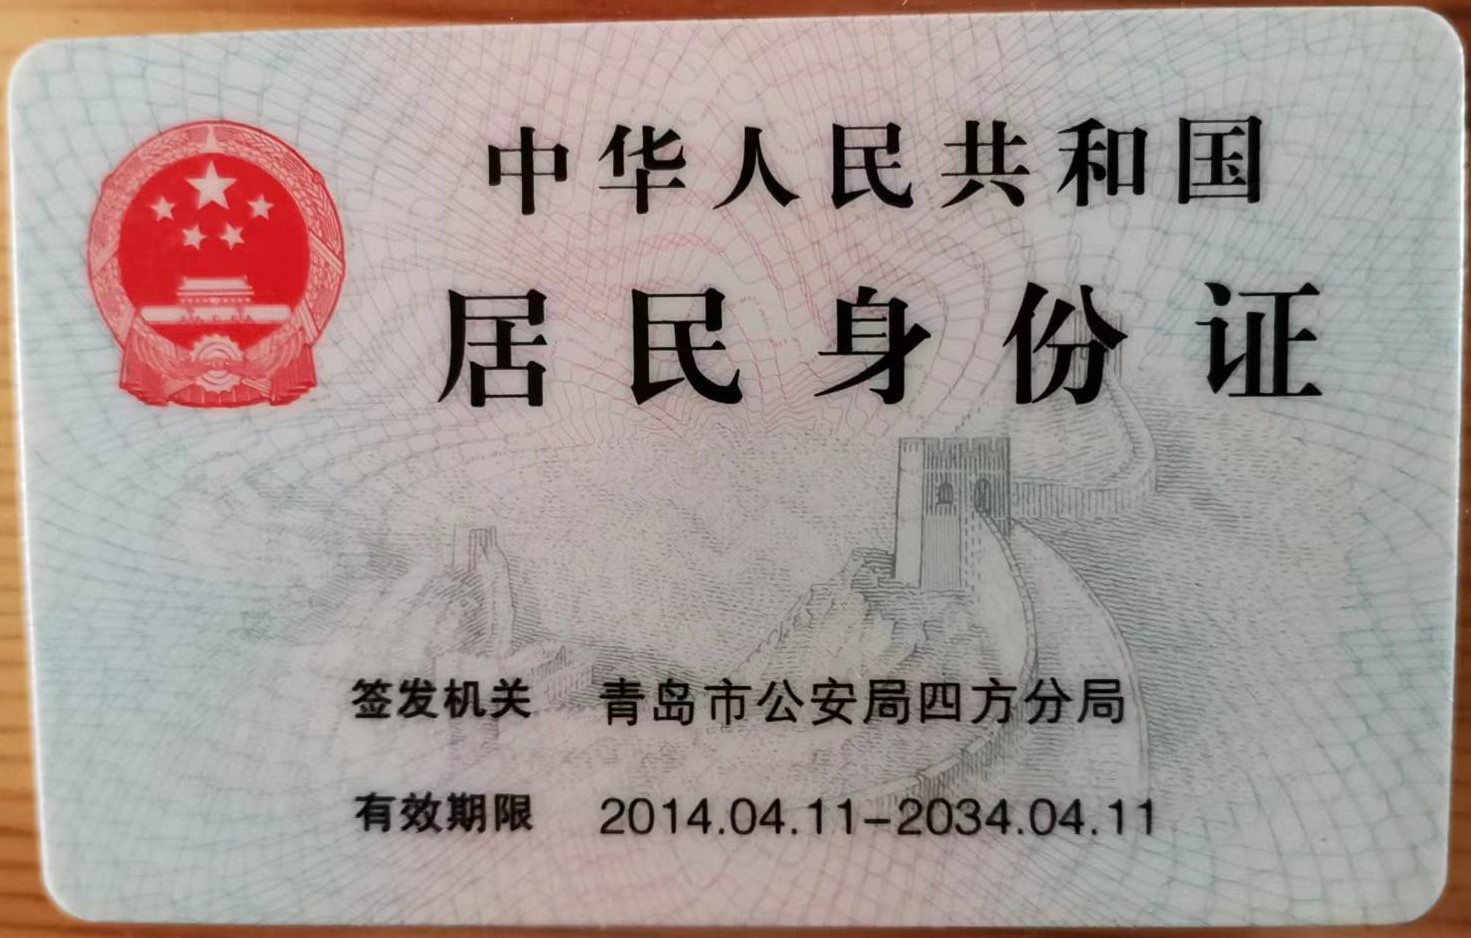 中华人民共和国
居民身份证
签发机关 青岛市公安局四方分局
有效期限 2014.04.11-2034.04.11